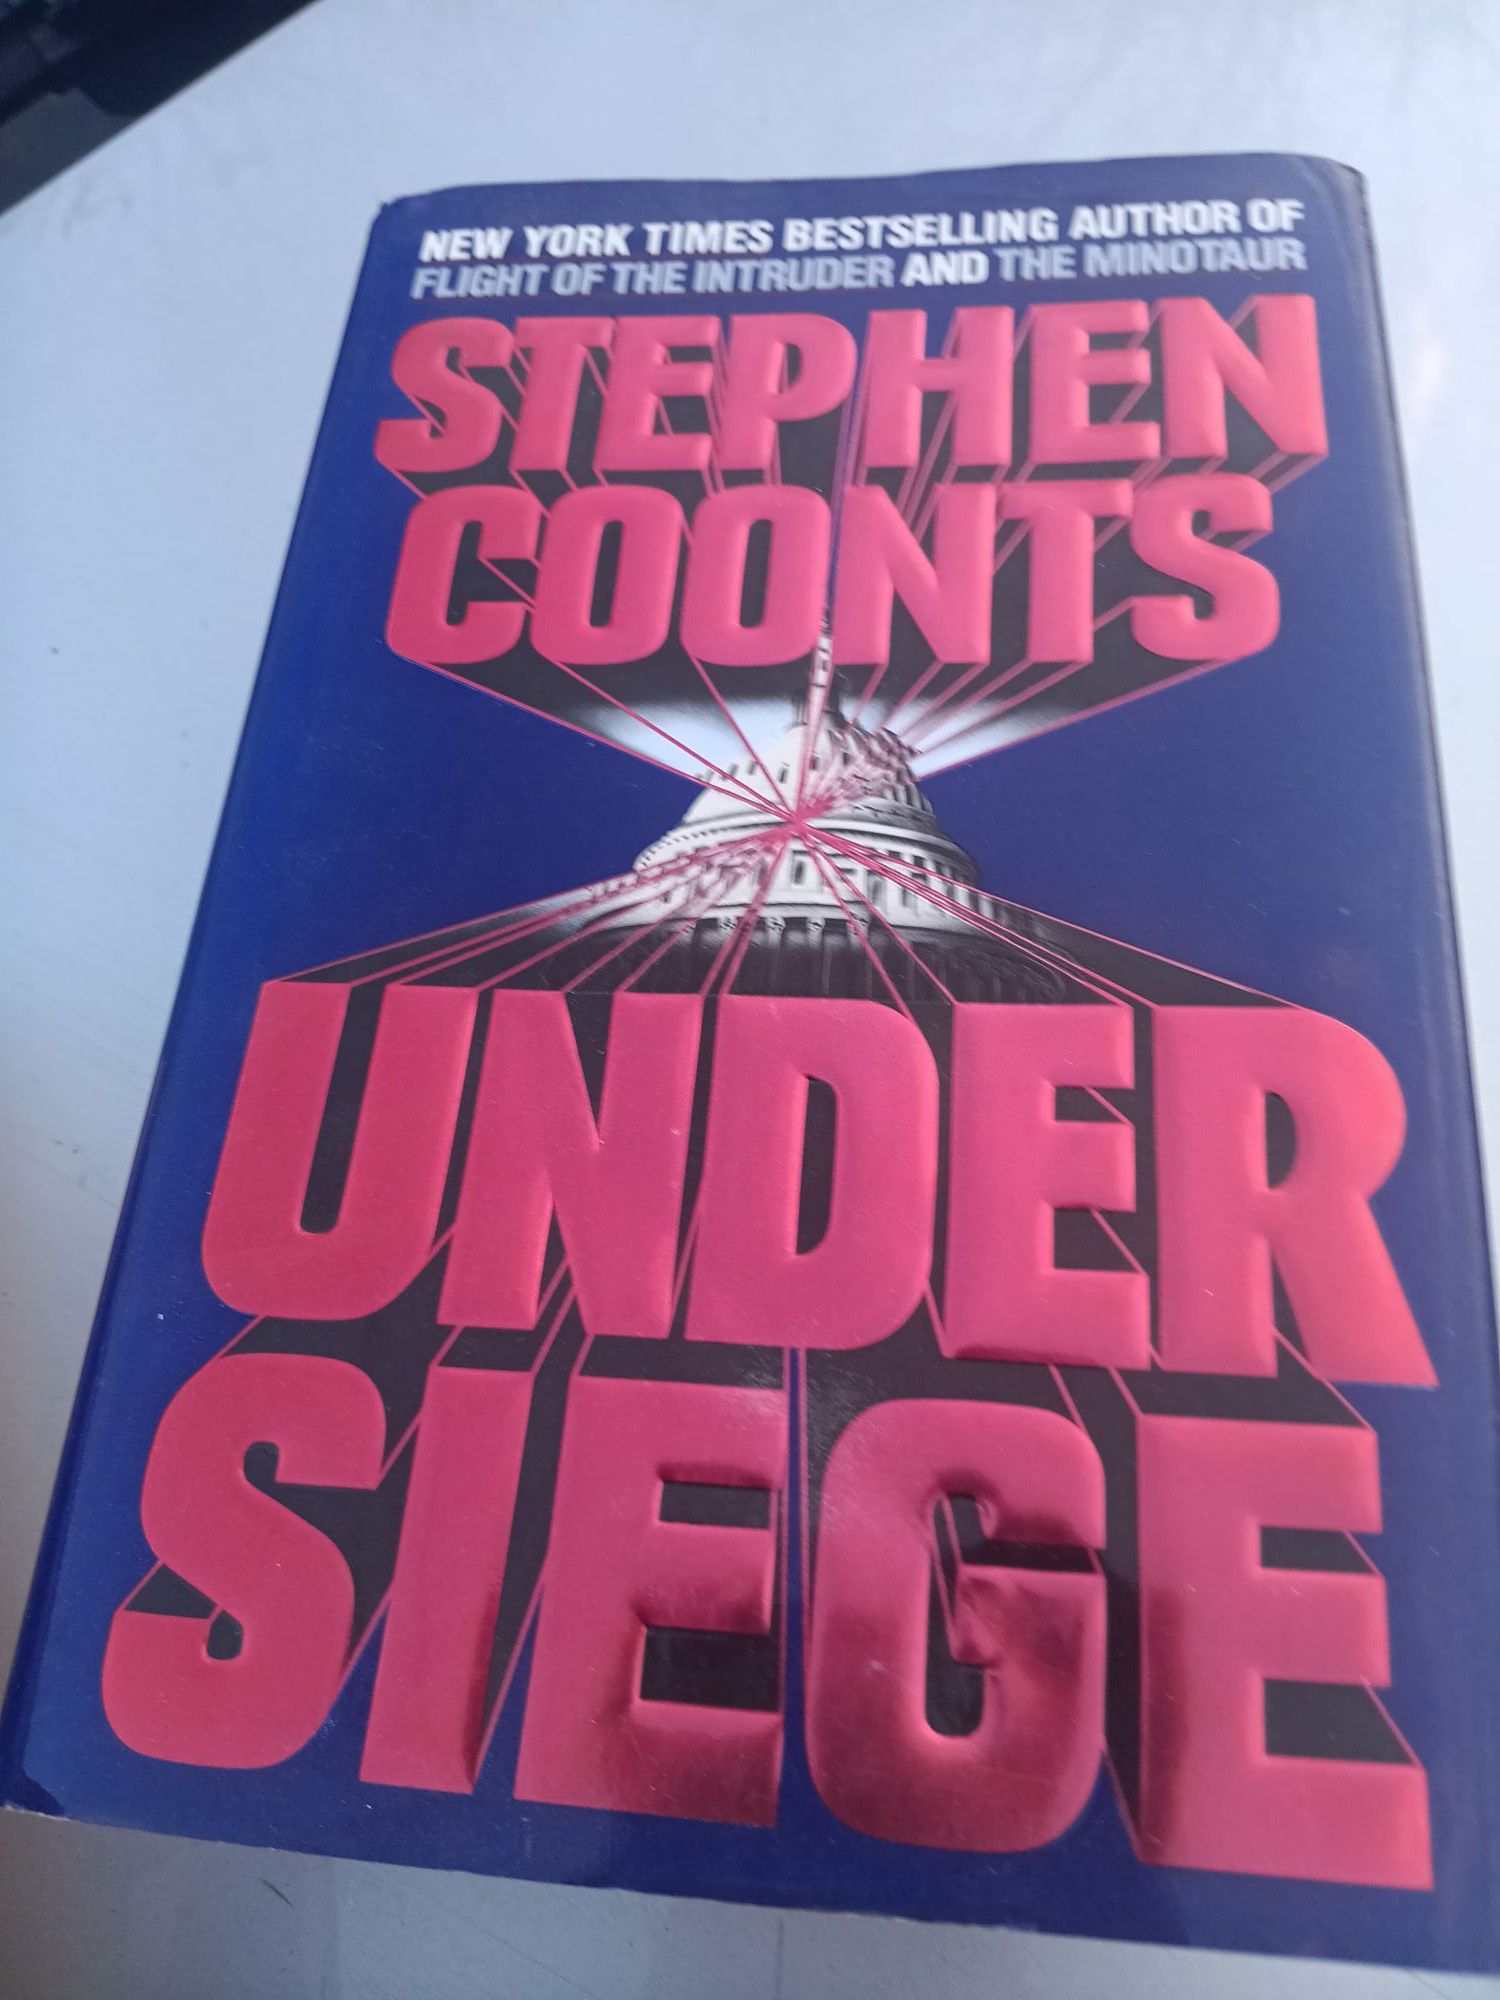 NEW YORK TIMES BESTSELLING AUTHOR OF
FLIGHT OF THE INTRUDER AND THE MINOTAUR
STEPHEN
COONTS
UNDER
SIEGE